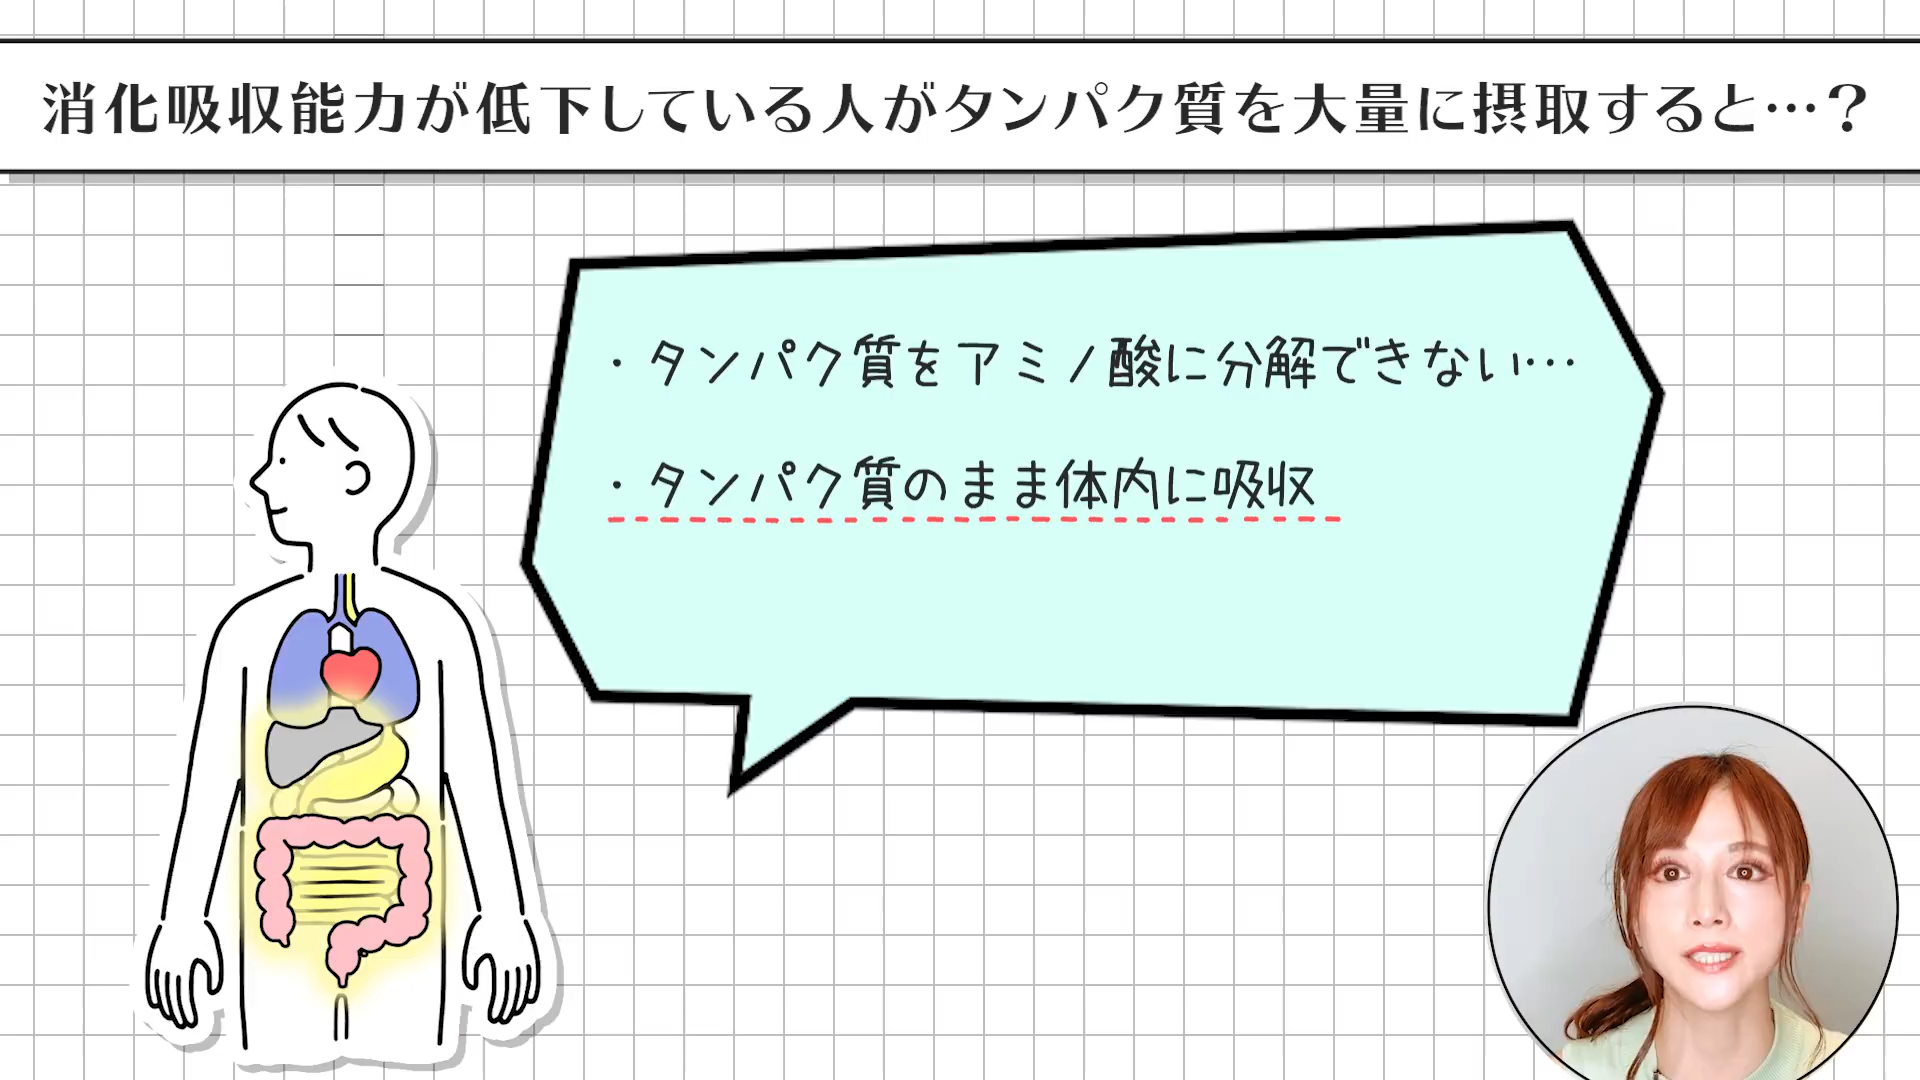 消化吸収能力が低下している人がタンパク質を大量に摂取すると…？
・タンパク質をアミノ酸に分解できない…
・タンパク質のまま体内に吸収